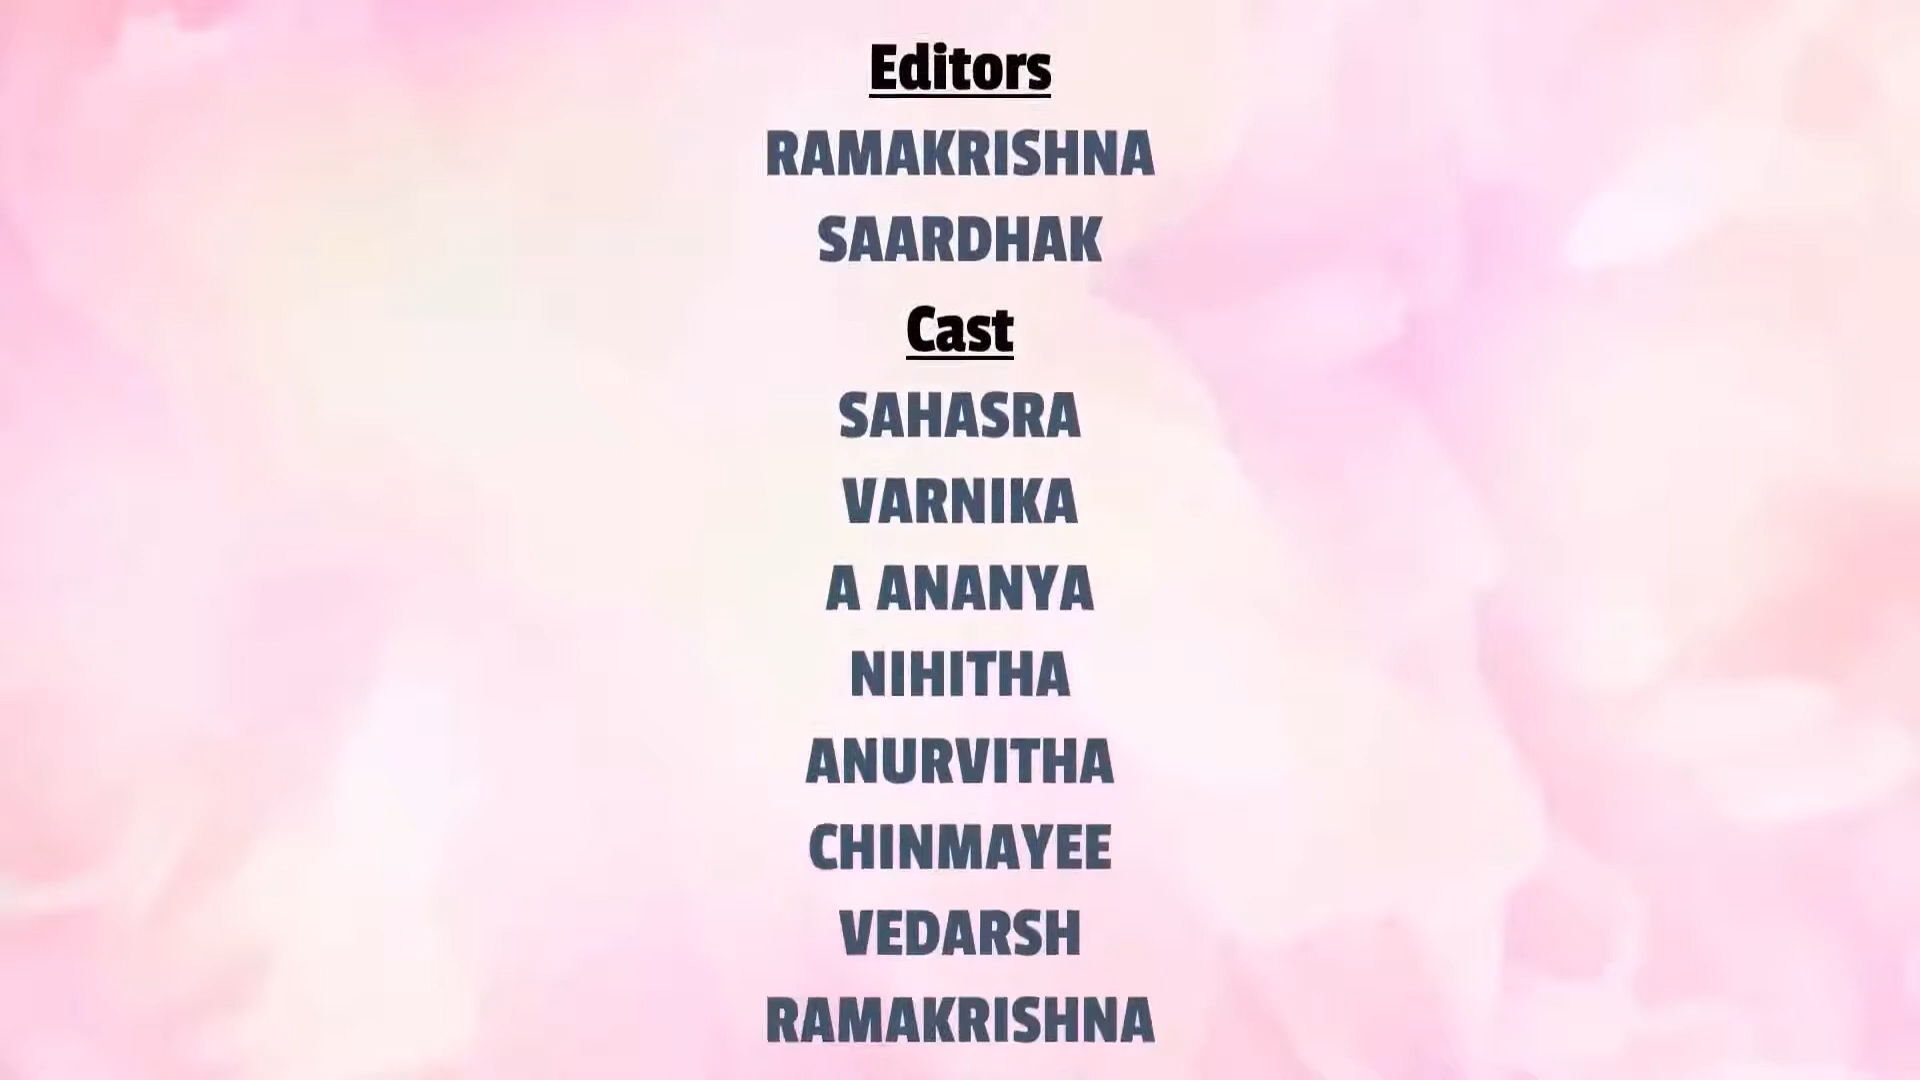 Editors
RAMAKRISHNA
SAARDHAK
Cast
SAHASRA
VARNIKA
A ANANYA
NIHITHA
ANURVITHA
CHINMAYEE
VEDARSH
RAMAKRISHNA